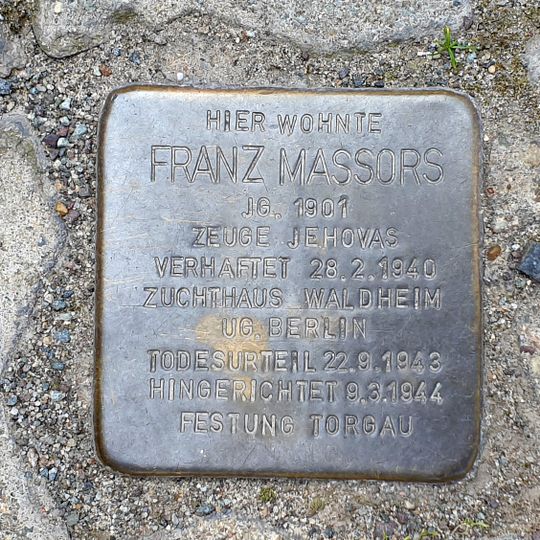 HIER WOHNTE
FRANZ MASSORS
JG. 1901
ZEUGE JEHOVAS
VERHAFTET 28.2.1940
ZUCHTHAUS WALDHEIM
UG. BERLIN
TODESURTEIL 22.9.1943
HINGERICHTET 9.3.1944
FESTUNG TORGAU